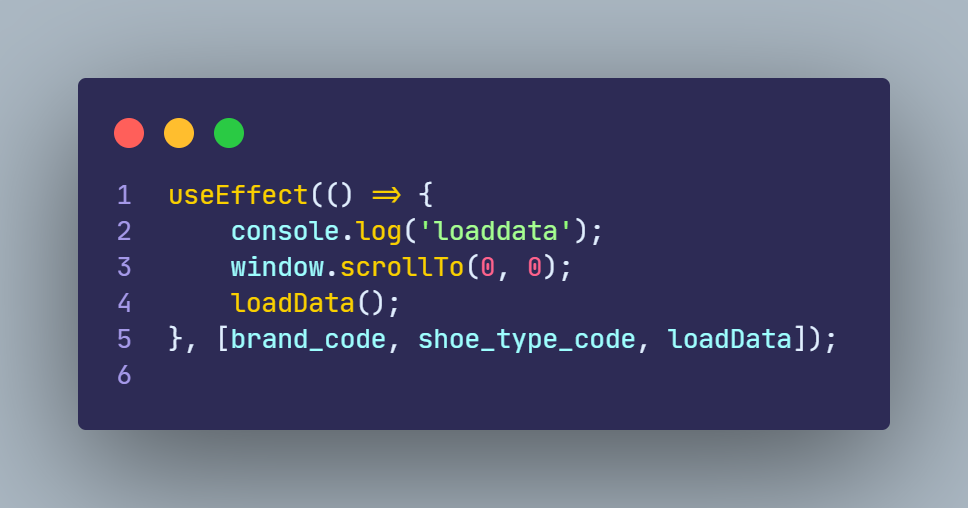 1 useEffect(() => {
2     console.log('loaddata');
3     window.scrollTo(0, 0);
4     loadData();
5 }, [brand_code, shoe_type_code, loadData]);
6